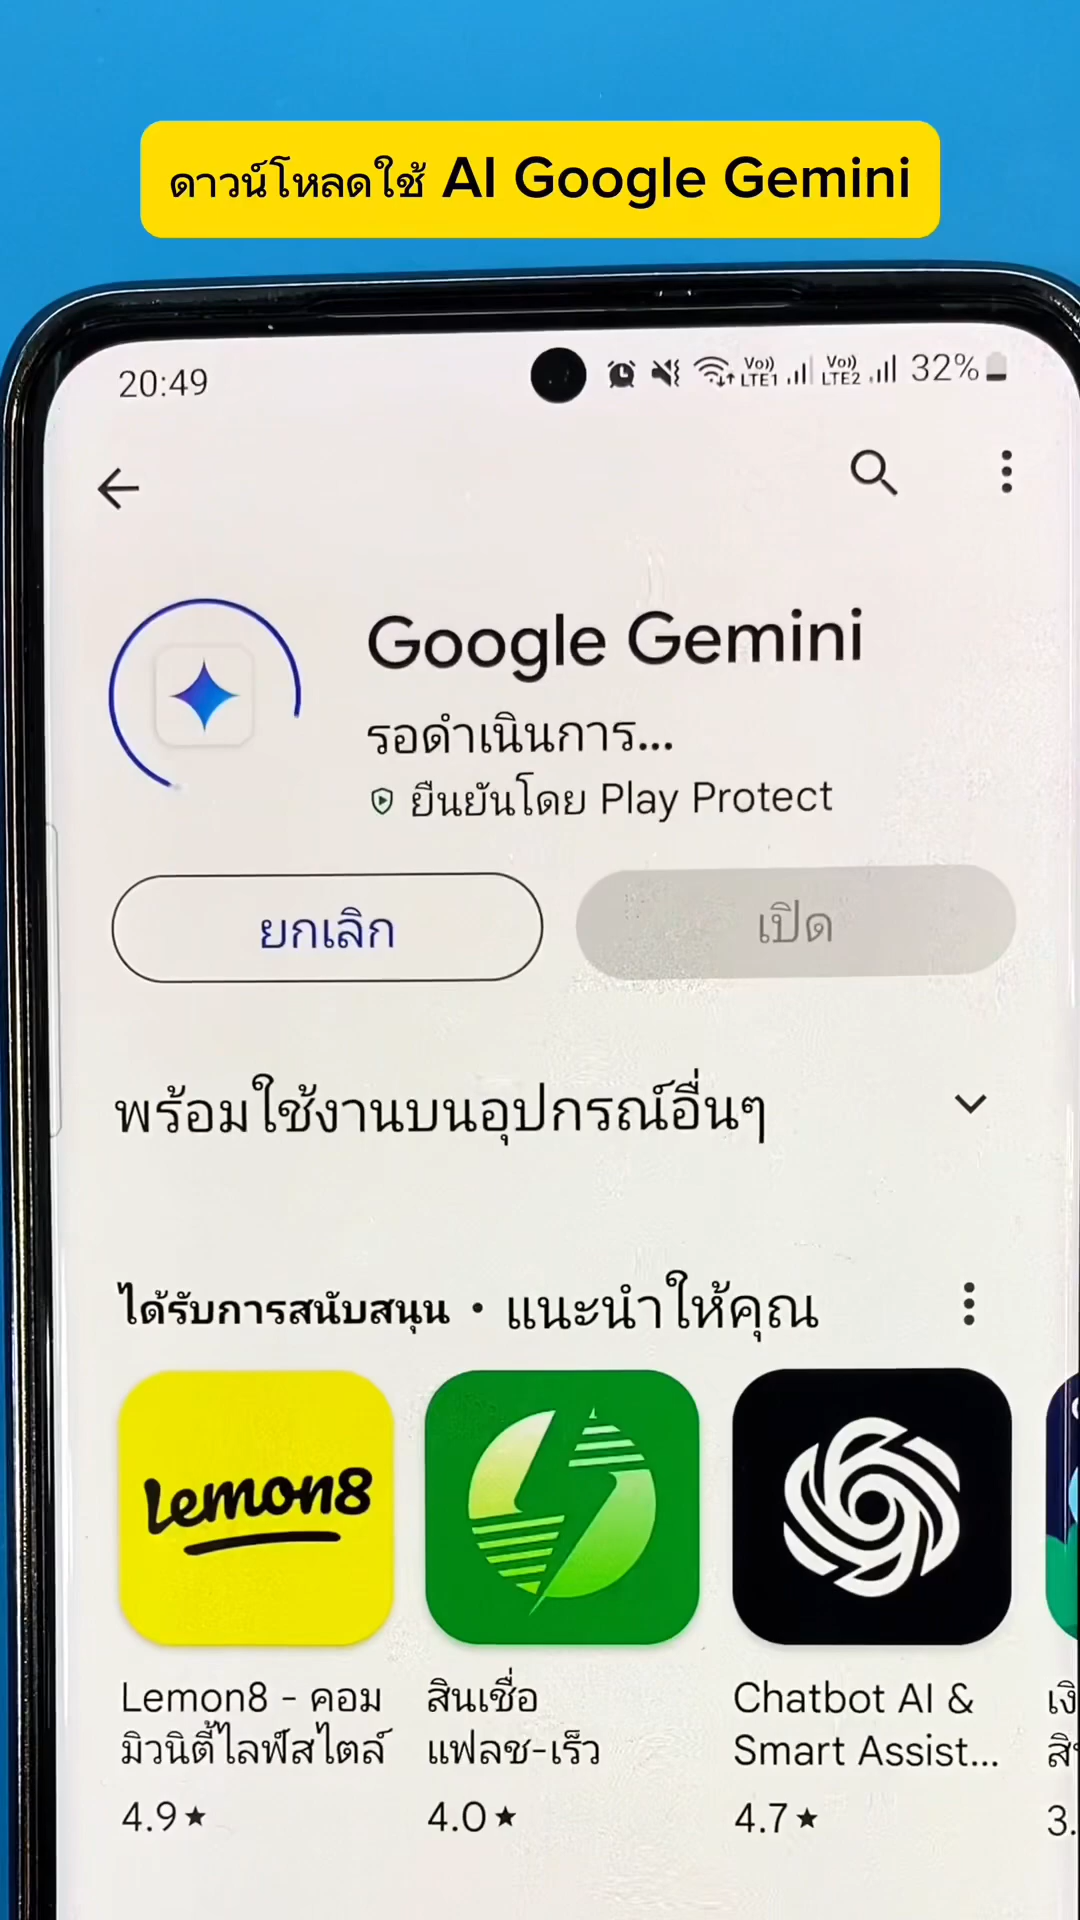 ดาวน์โหลดใช้ AI Google Gemini
20:49
Vo)) LTE1 Vo)) LTE2 32%
Google Gemini
รอดำเนินการ...
ยืนยันโดย Play Protect
ยกเลิก
เปิด
พร้อมใช้งานบนอุปกรณ์อื่นๆ
ได้รับการสนับสนุน • แนะนำให้คุณ
Lemon8
Lemon8 - คอม
มิวนิตี้ไลฟ์สไตล์
4.9★
สินเชื่อ
แฟลช-เร็ว
4.0★
Chatbot AI &
Smart Assist...
4.7★
3.